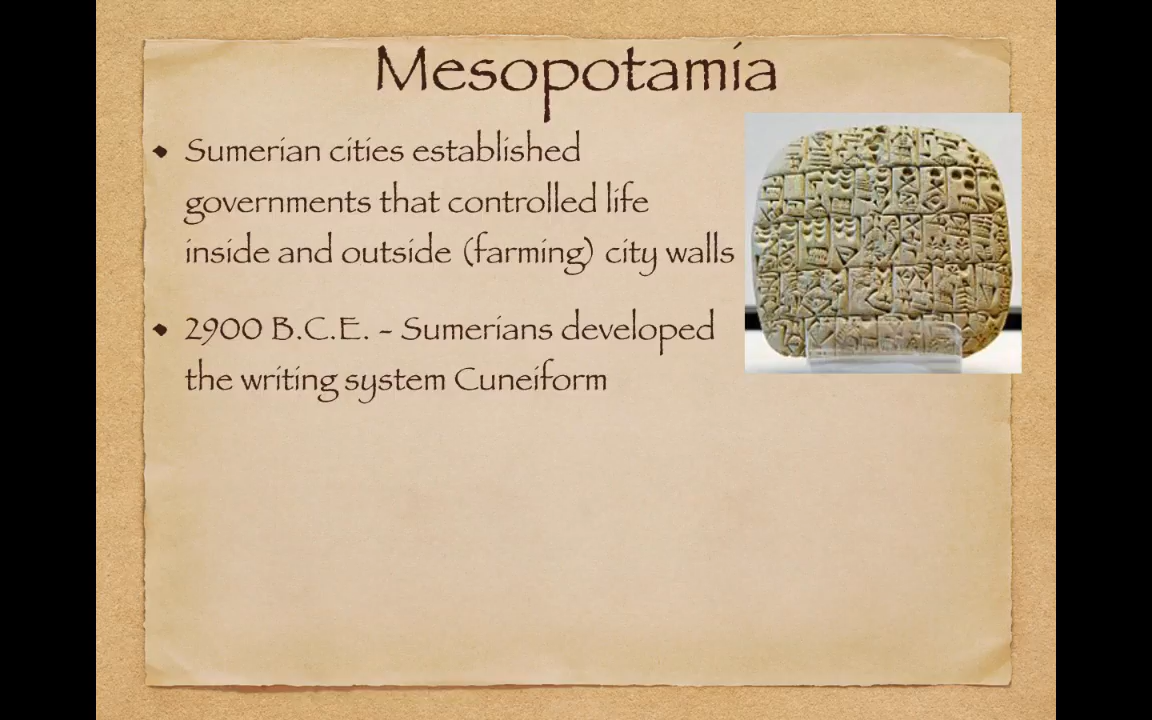 Mesopotamia
• Sumerian cities established
governments that controlled life
inside and outside (farming) city walls
• 2900 B.C.E. - Sumerians developed
the writing system Cuneiform